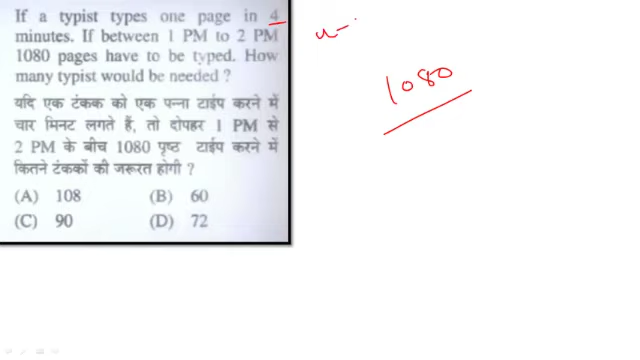 If a typist types one page in 4
minutes. If between 1 PM to 2 PM
1080 pages have to be typed. How
many typist would be needed ?
यदि एक टंकक को एक पन्ना टाईप करने में
चार मिनट लगते हैं, तो दोपहर 1 PM से
2 PM के बीच 1080 पृष्ठ टाईप करने में
कितने टंककों की जरूरत होगी ?
(A) 108 (B) 60
(C) 90 (D) 72
1080